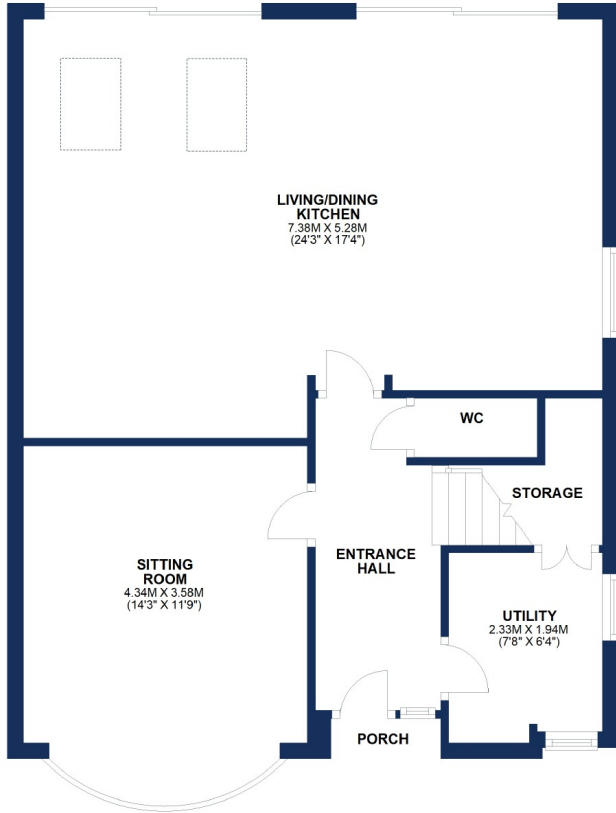 LIVING/DINING
KITCHEN
7.38M X 5.28M
(24'3" X 17'4")
WC
STORAGE
SITTING
ROOM
4.34M X 3.58M
(14'3" X 11'9")
ENTRANCE
HALL
UTILITY
2.33M X 1.94M
(7'8" X 6'4")
PORCH